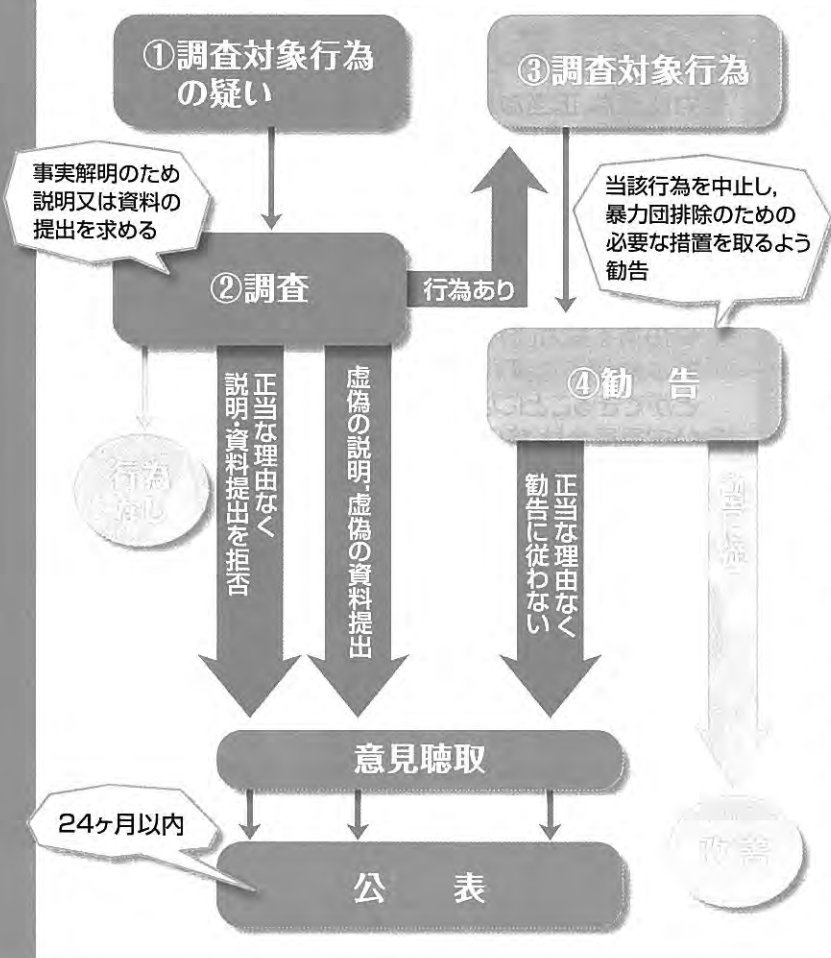 ①調査対象行為
の疑い
③調査対象行為
事実解明のため
説明又は資料の
提出を求める
当該行為を中止し,
暴力団排除のための
必要な措置を取るよう
勧告
②調査
行為あり
④勧 告
行為
なし
正当な理由なく
説明・資料提出を拒否
虚偽の説明,虚偽の資料提出
正当な理由なく
勧告に従わない
意見聴取
24ヶ月以内
公 表
改善